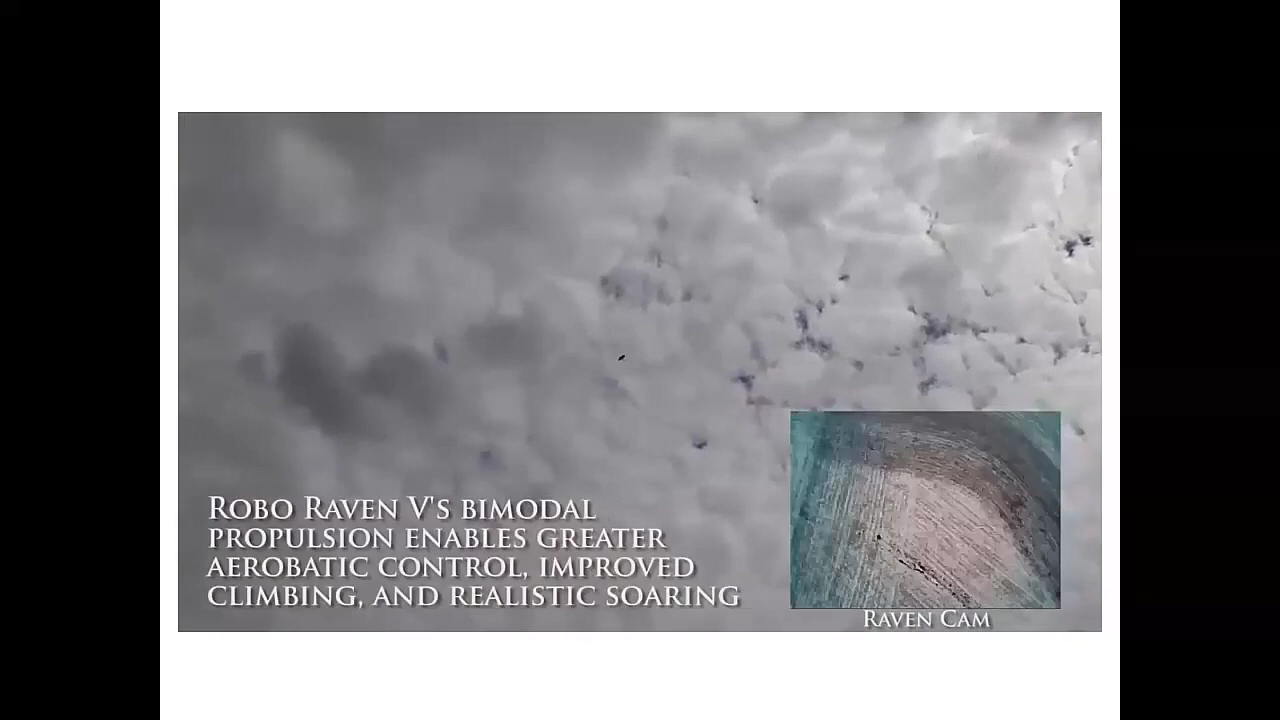 Robo Raven V's bimodal
propulsion enables greater
aerobatic control, improved
climbing, and realistic soaring
Raven Cam